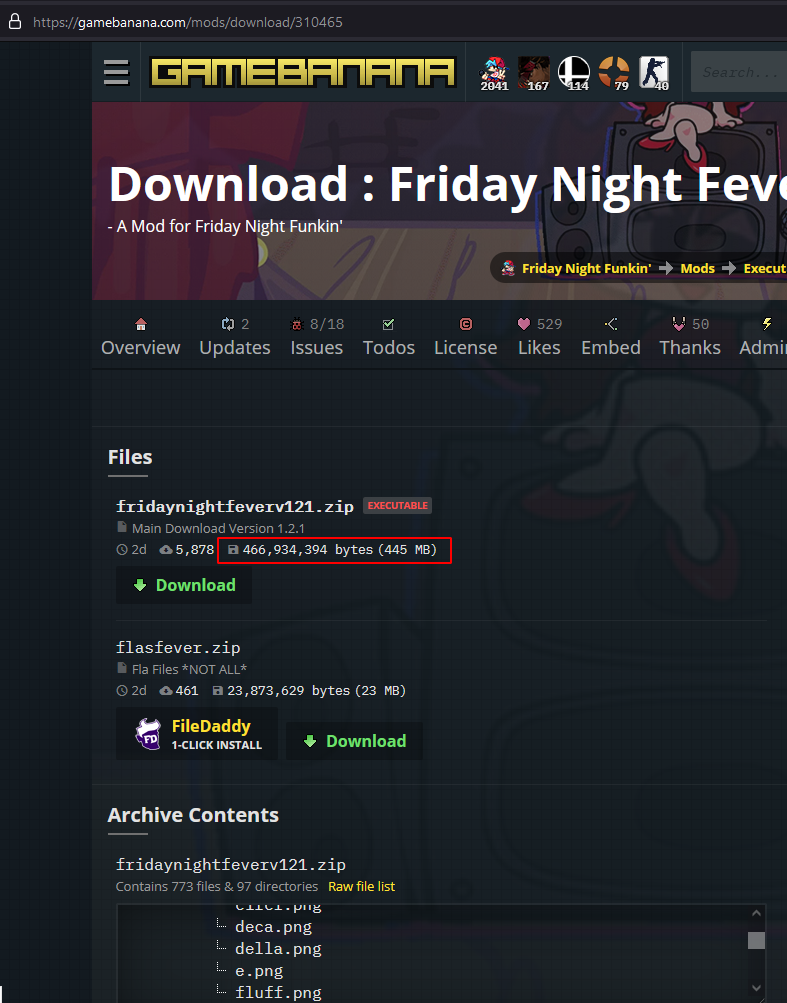 https://gamebanana.com/mods/download/310465
GAMEBANANA 2041 167 114 79 40 Search...
Download : Friday Night Feve
- A Mod for Friday Night Funkin'
Friday Night Funkin' Mods Execut
2 8/18 529 50
Overview Updates Issues Todos License Likes Embed Thanks Admi
Files
fridaynightfeverv121.zip EXECUTABLE
Main Download Version 1.2.1
2d 5,878 466,934,394 bytes (445 MB)
Download
flasfever.zip
Fla Files *NOT ALL*
2d 461 23,873,629 bytes (23 MB)
FD FileDaddy
1-CLICK INSTALL
Download
Archive Contents
fridaynightfeverv121.zip
Contains 773 files & 97 directories Raw file list
deca.png
della.png
e.png
fluff.png